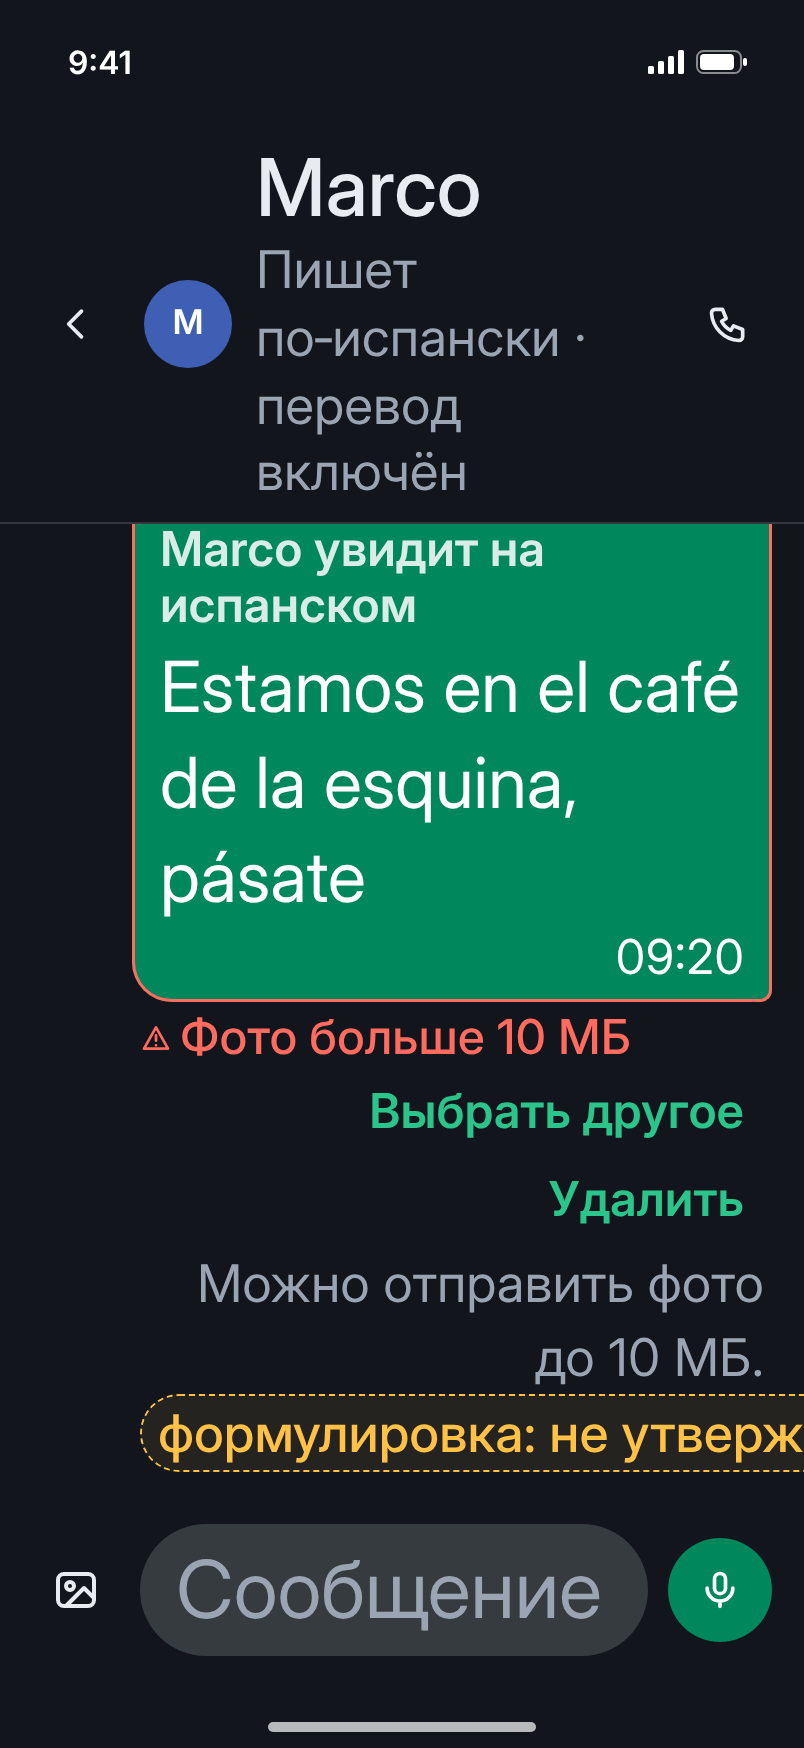 9:41
Marco
Пишет
по-испански ·
перевод
включён
M
Marco увидит на
испанском
Estamos en el café
de la esquina,
pásate
09:20
Фото больше 10 МБ
Выбрать другое
Удалить
Можно отправить фото
до 10 МБ.
формулировка: не утверж
Сообщение